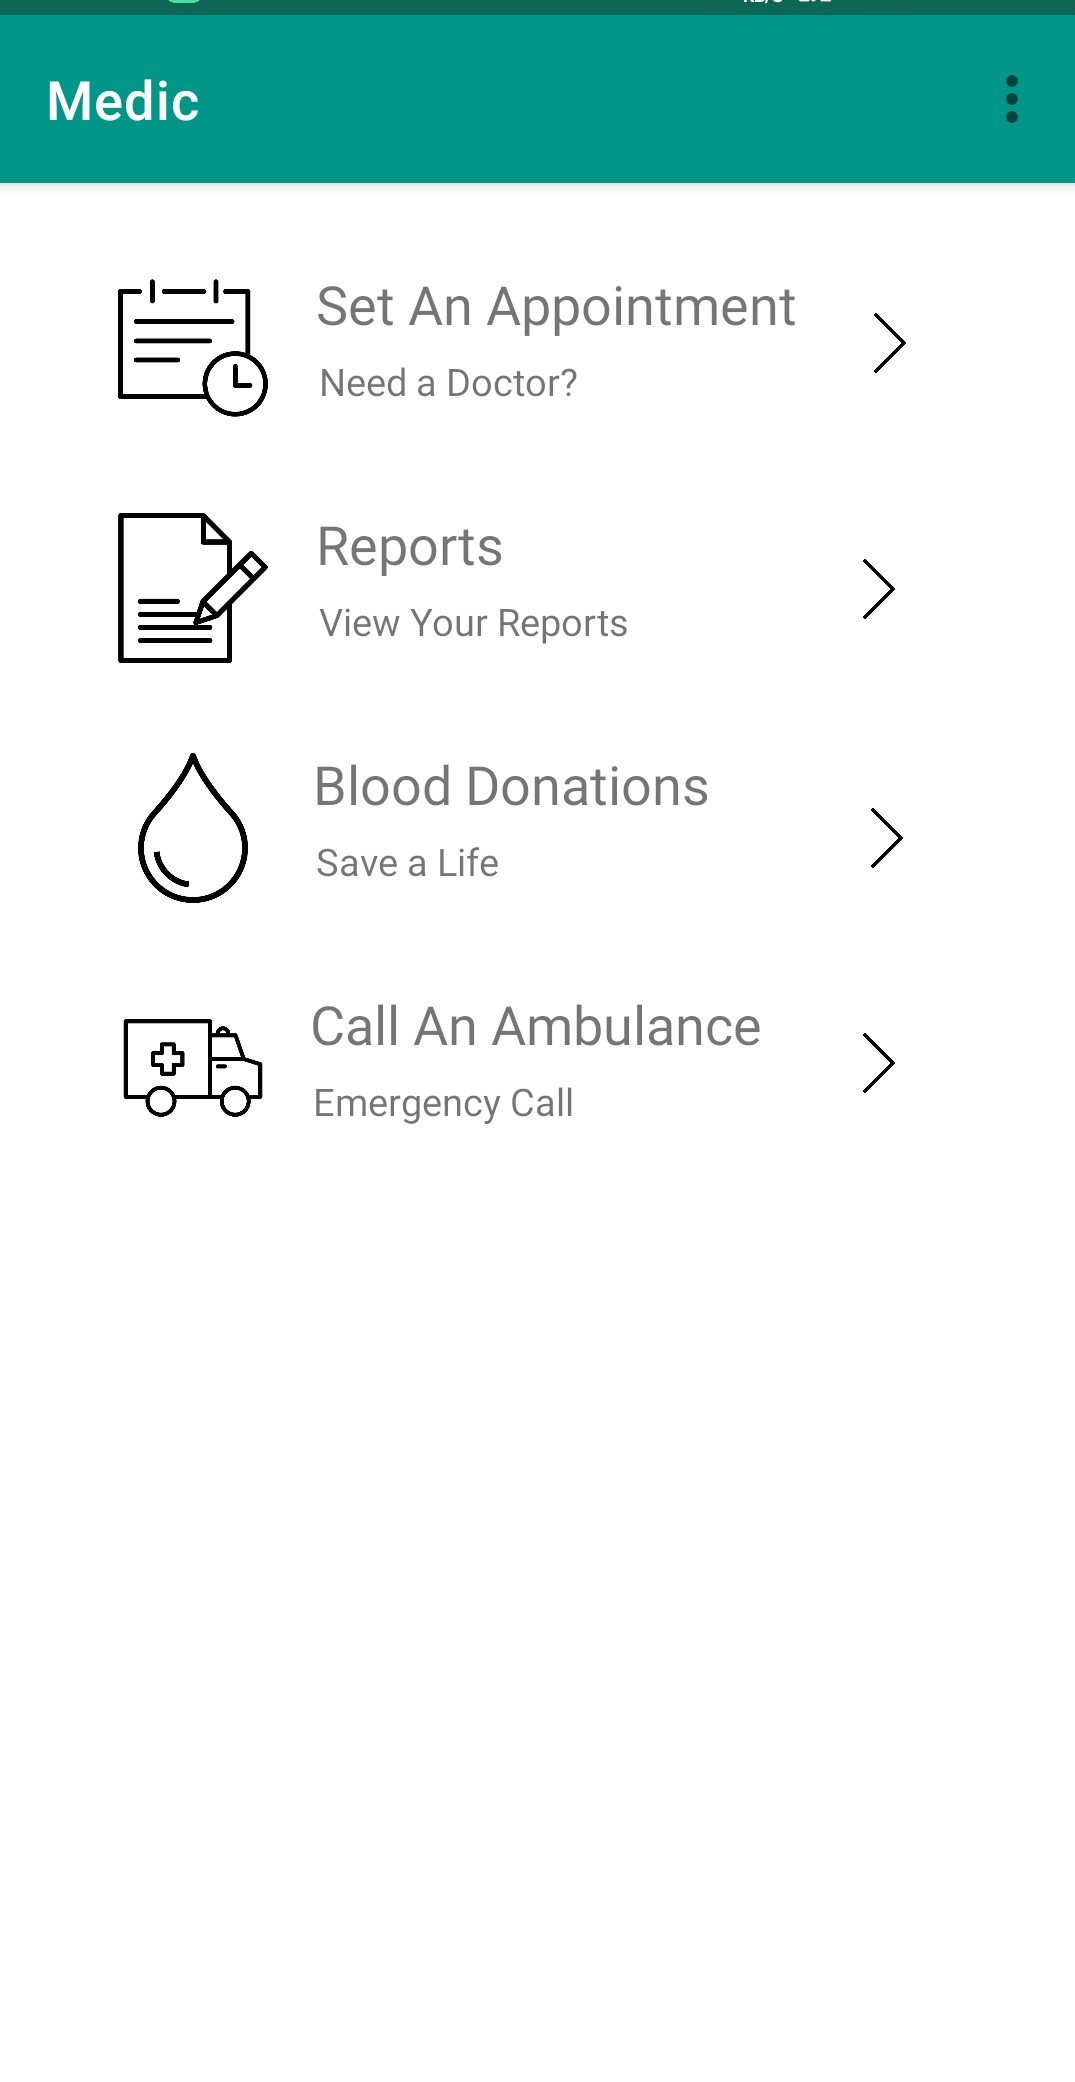 Medic
Set An Appointment
Need a Doctor?
Reports
View Your Reports
Blood Donations
Save a Life
Call An Ambulance
Emergency Call